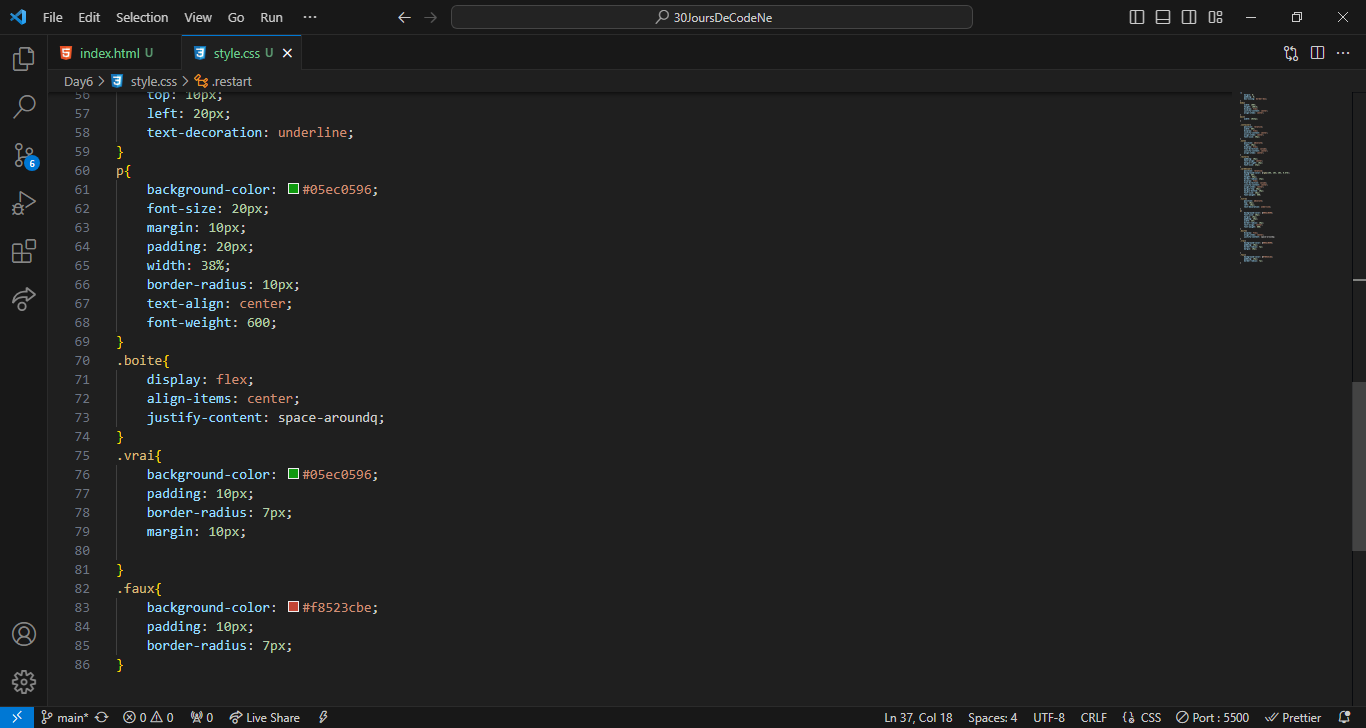 File Edit Selection View Go Run ···
30JoursDeCodeNe
index.html U
style.css U
Day6 > style.css > .restart
56 top: 10px;
57 left: 20px;
58 text-decoration: underline;
59 }
60 p{
61 background-color: #05ec0596;
62 font-size: 20px;
63 margin: 10px;
64 padding: 20px;
65 width: 38%;
66 border-radius: 10px;
67 text-align: center;
68 font-weight: 600;
69 }
70 .boite{
71 display: flex;
72 align-items: center;
73 justify-content: space-aroundq;
74 }
75 .vrai{
76 background-color: #05ec0596;
77 padding: 10px;
78 border-radius: 7px;
79 margin: 10px;
80
81 }
82 .faux{
83 background-color: #f8523cbe;
84 padding: 10px;
85 border-radius: 7px;
86 }
6
main* 0 0 0 Live Share Ln 37, Col 18 Spaces: 4 UTF-8 CRLF {} CSS Port : 5500 Prettier